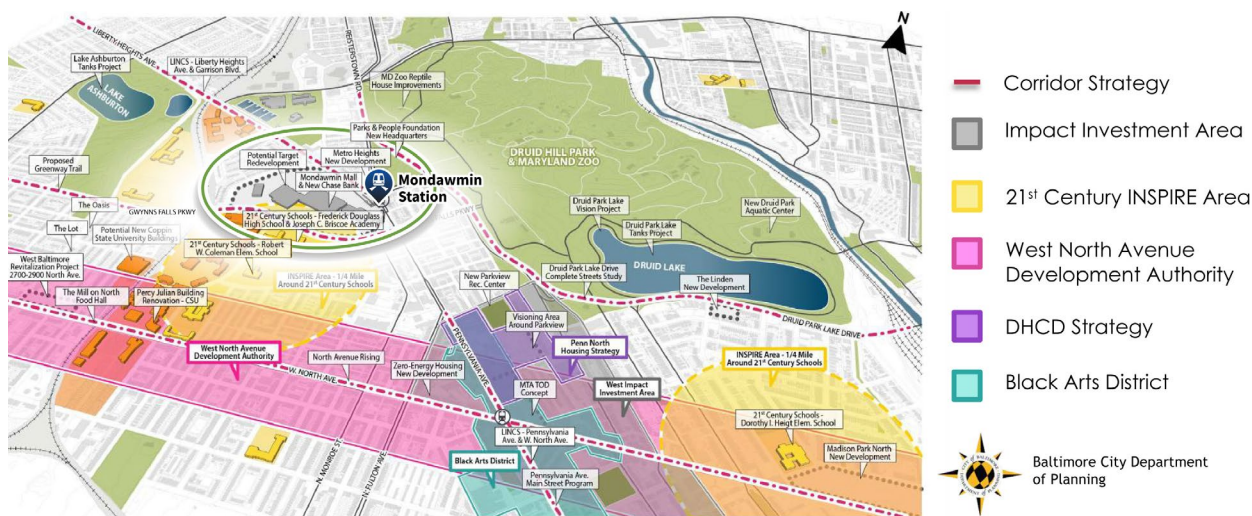 N
LIBERTY HEIGHTS AVE.
REISTERSTOWN RD.
Lake Ashburton
Tanks Project
LINCS - Liberty Heights
Ave. & Garrison Blvd.
LAKE
ASHBURTON
MD Zoo Reptile
House Improvements
Parks & People Foundation
New Headquarters
Metro Heights
New Development
Potential Target
Redevelopment
Mondawmin Mall
& New Chase Bank
Mondawmin
Station
DRUID HILL PARK
& MARYLAND ZOO
Proposed
Greenway Trail
The Oasis
GWYNNS FALLS PKWY
21st Century Schools - Frederick Douglass
High School & Joseph C. Briscoe Academy
FALLS PKWY
The Lot
Potential New Coppin
State University Buildings
21st Century Schools - Robert
W. Coleman Elem. School
Druid Park Lake
Vision Project
New Druid Park
Aquatic Center
Druid Park Lake
Tanks Project
DRUID LAKE
West Baltimore
Revitalization Project
2700-2900 North Ave.
INSPIRE Area - 1/4 Mile
Around 21st Century Schools
New Parkview
Rec. Center
Druid Park Lake Drive
Complete Streets Study
The Linden
New Development
The Mill on North
Food Hall
Percy Julian Building
Renovation - CSU
Visioning Area
Around Parkview
DRUID PARK LAKE DRIVE
PENNSYLVANIA AVE.
West North Avenue
Development Authority
North Avenue Rising
W. NORTH AVE.
Zero-Energy Housing
New Development
Penn North
Housing Strategy
INSPIRE Area - 1/4 Mile
Around 21st Century Schools
MTA TOD
Concept
West Impact
Investment Area
21st Century Schools -
Dorothy I. Heigt Elem. School
LINCS - Pennsylvania
Ave. & W. North Ave.
N. MONROE ST.
N. FULTON AVE.
Black Arts District
Madison Park North
New Development
Pennsylvania Ave.
Main Street Program
Corridor Strategy
Impact Investment Area
21st Century INSPIRE Area
West North Avenue
Development Authority
DHCD Strategy
Black Arts District
Baltimore City Department
of Planning